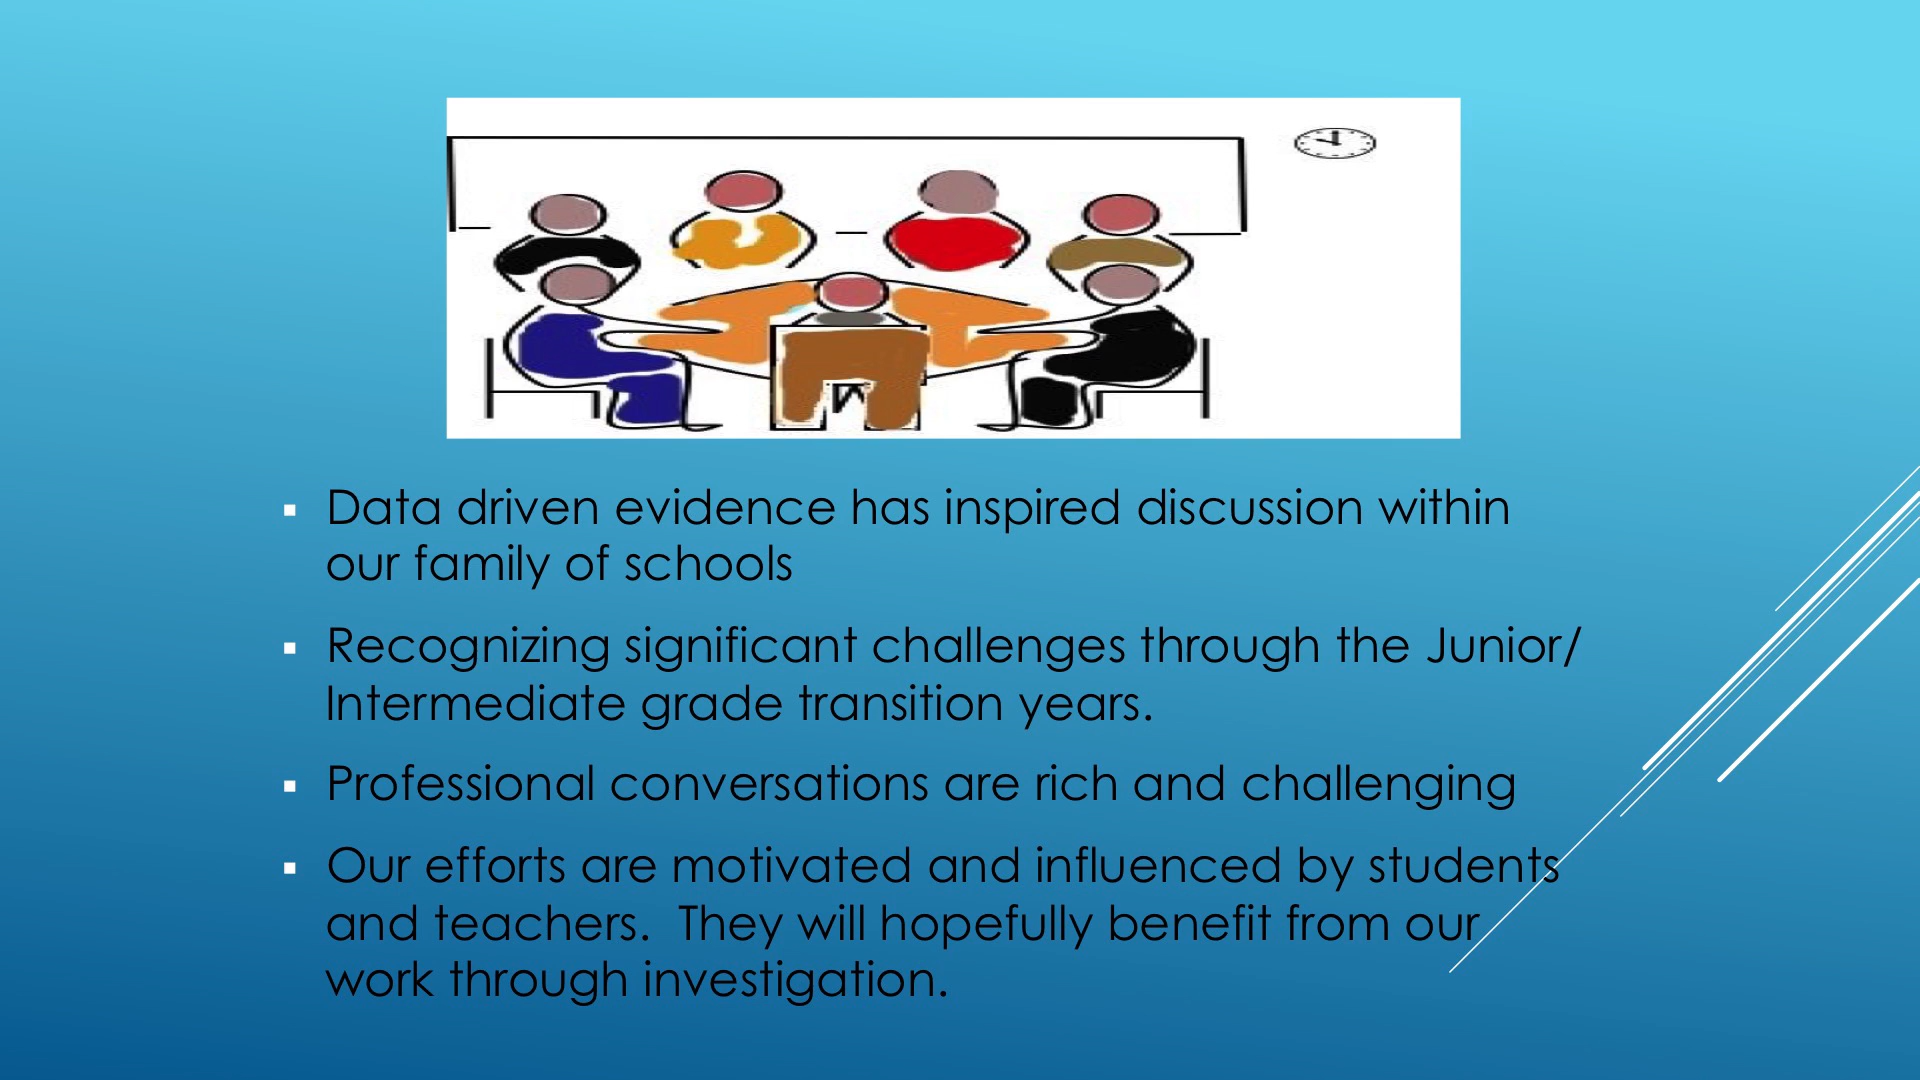 ▪ Data driven evidence has inspired discussion within
our family of schools
▪ Recognizing significant challenges through the Junior/
Intermediate grade transition years.
▪ Professional conversations are rich and challenging
▪ Our efforts are motivated and influenced by students
and teachers.  They will hopefully benefit from our
work through investigation.